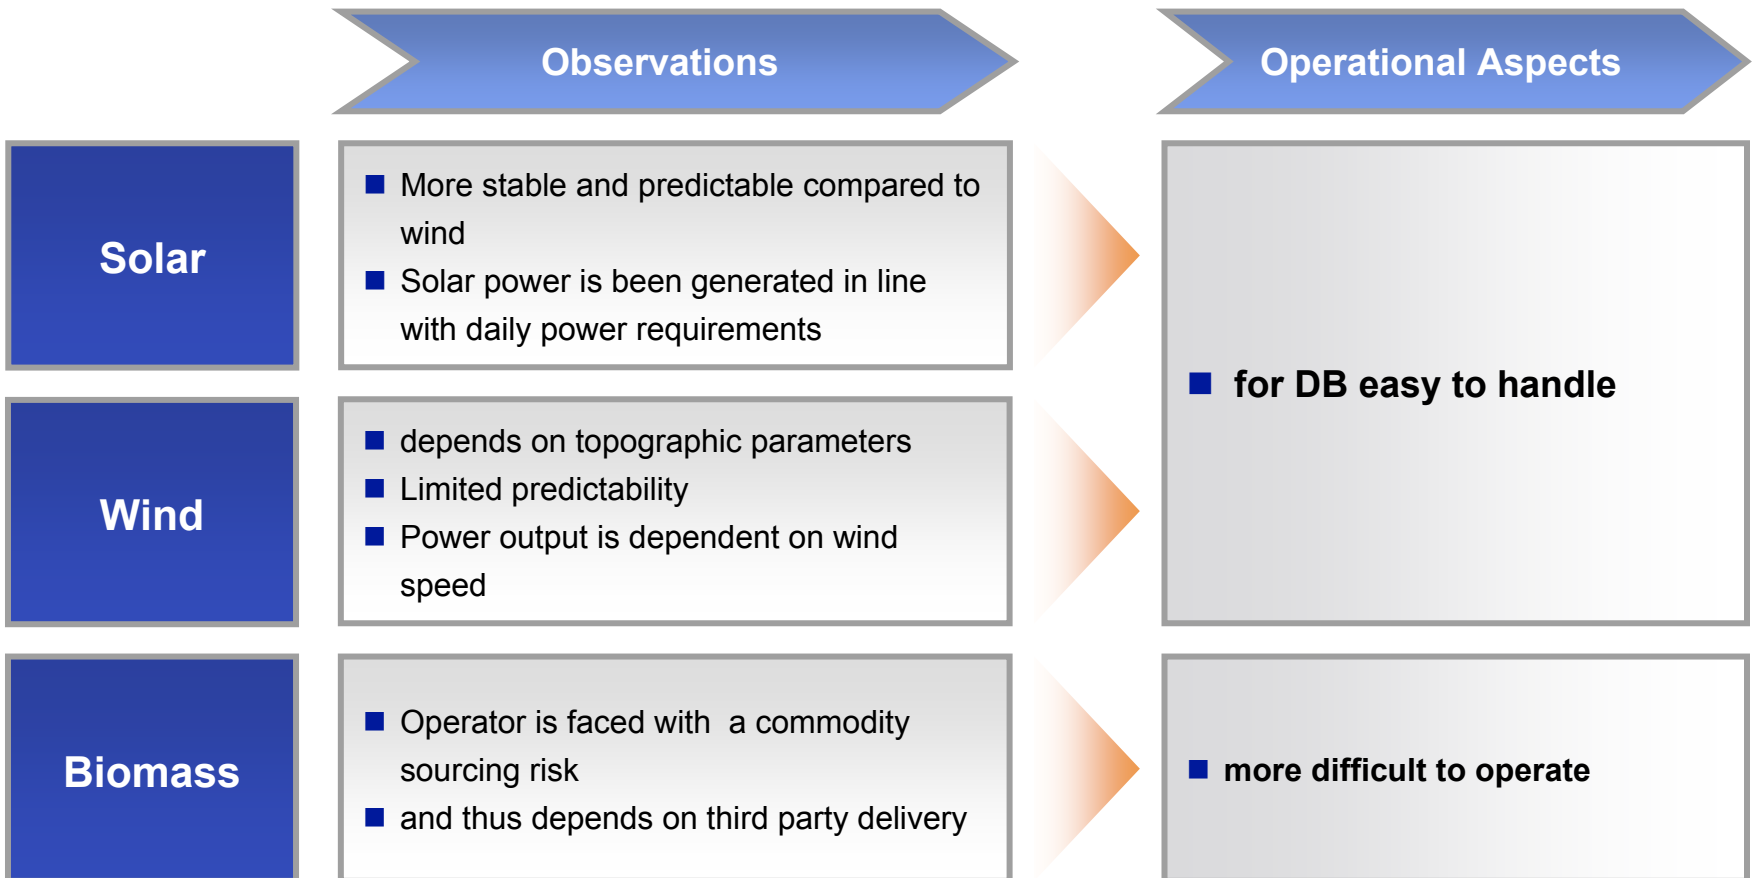 Observations
Operational Aspects
Solar
More stable and predictable compared to
wind
Solar power is been generated in line
with daily power requirements
for DB easy to handle
Wind
depends on topographic parameters
Limited predictability
Power output is dependent on wind
speed
Biomass
Operator is faced with  a commodity
sourcing risk
and thus depends on third party delivery
more difficult to operate